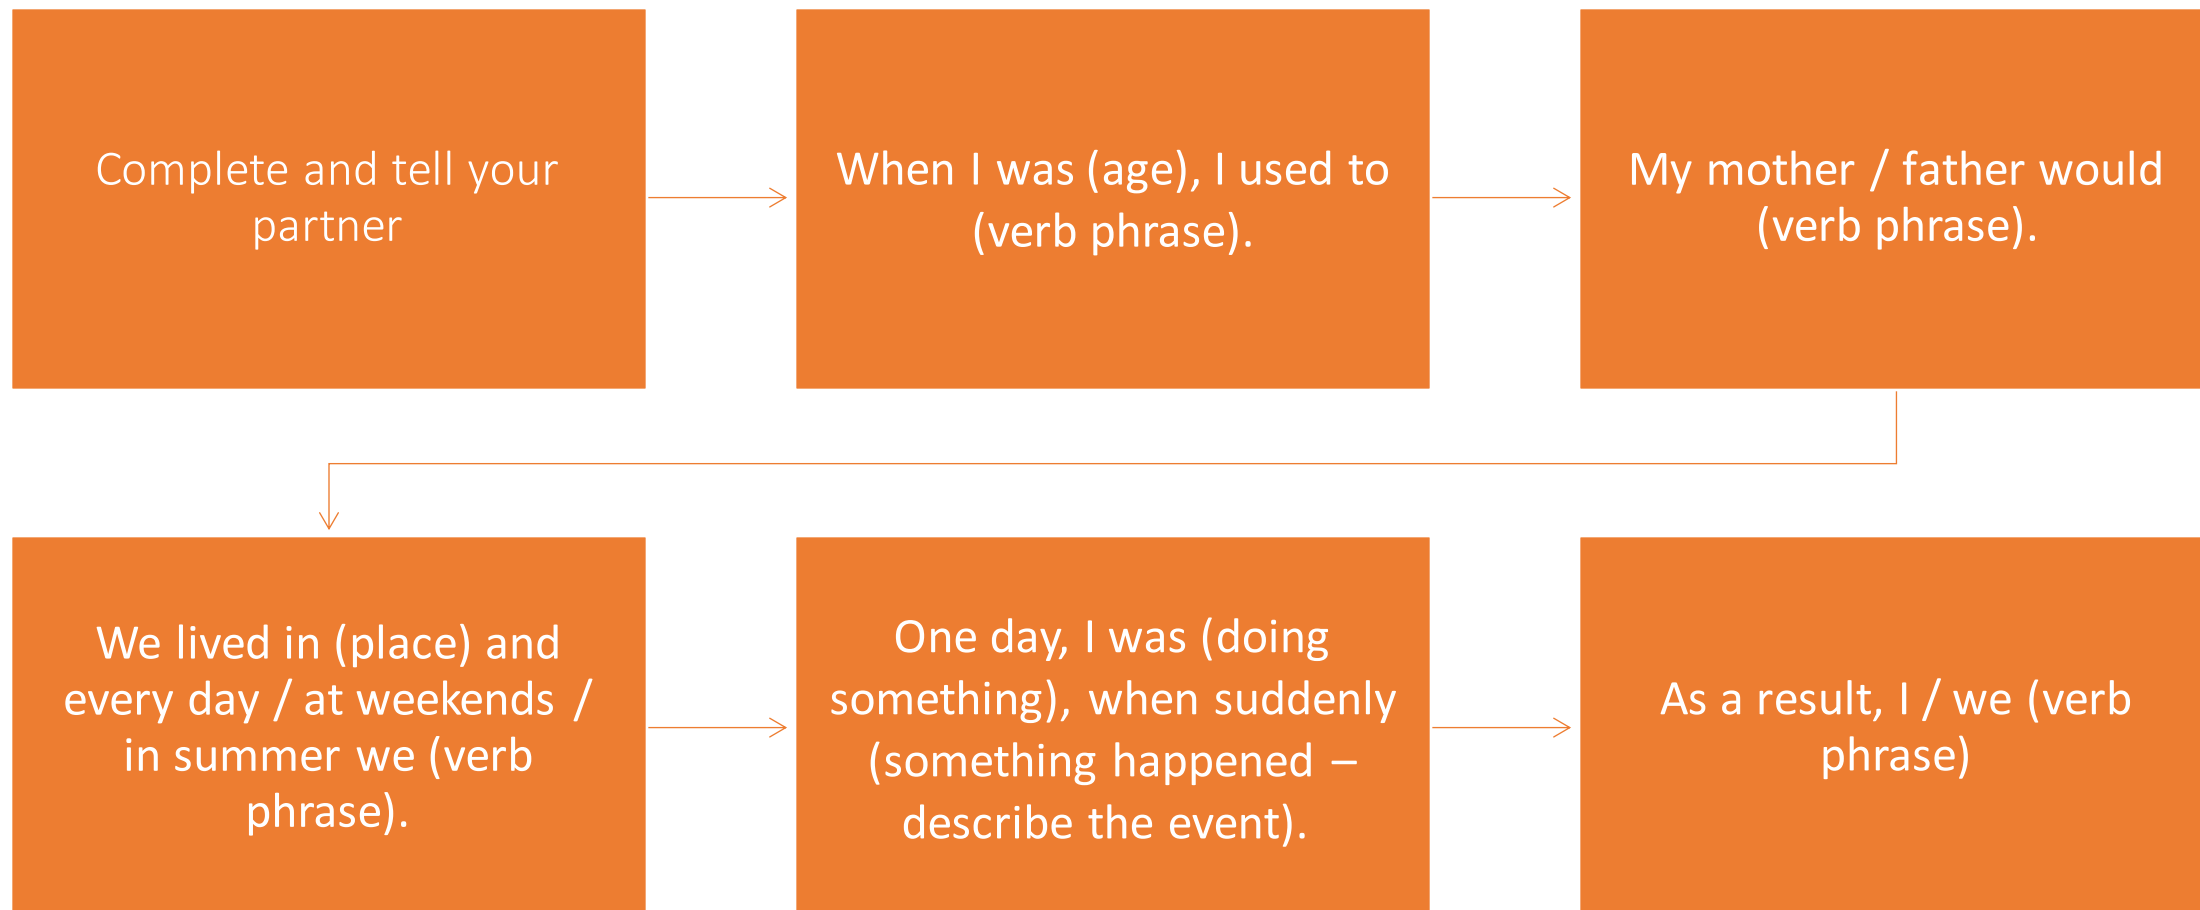 Complete and tell your
partner
When I was (age), I used to
(verb phrase).
My mother / father would
(verb phrase).
We lived in (place) and
every day / at weekends /
in summer we (verb
phrase).
One day, I was (doing
something), when suddenly
(something happened –
describe the event).
As a result, I / we (verb
phrase)